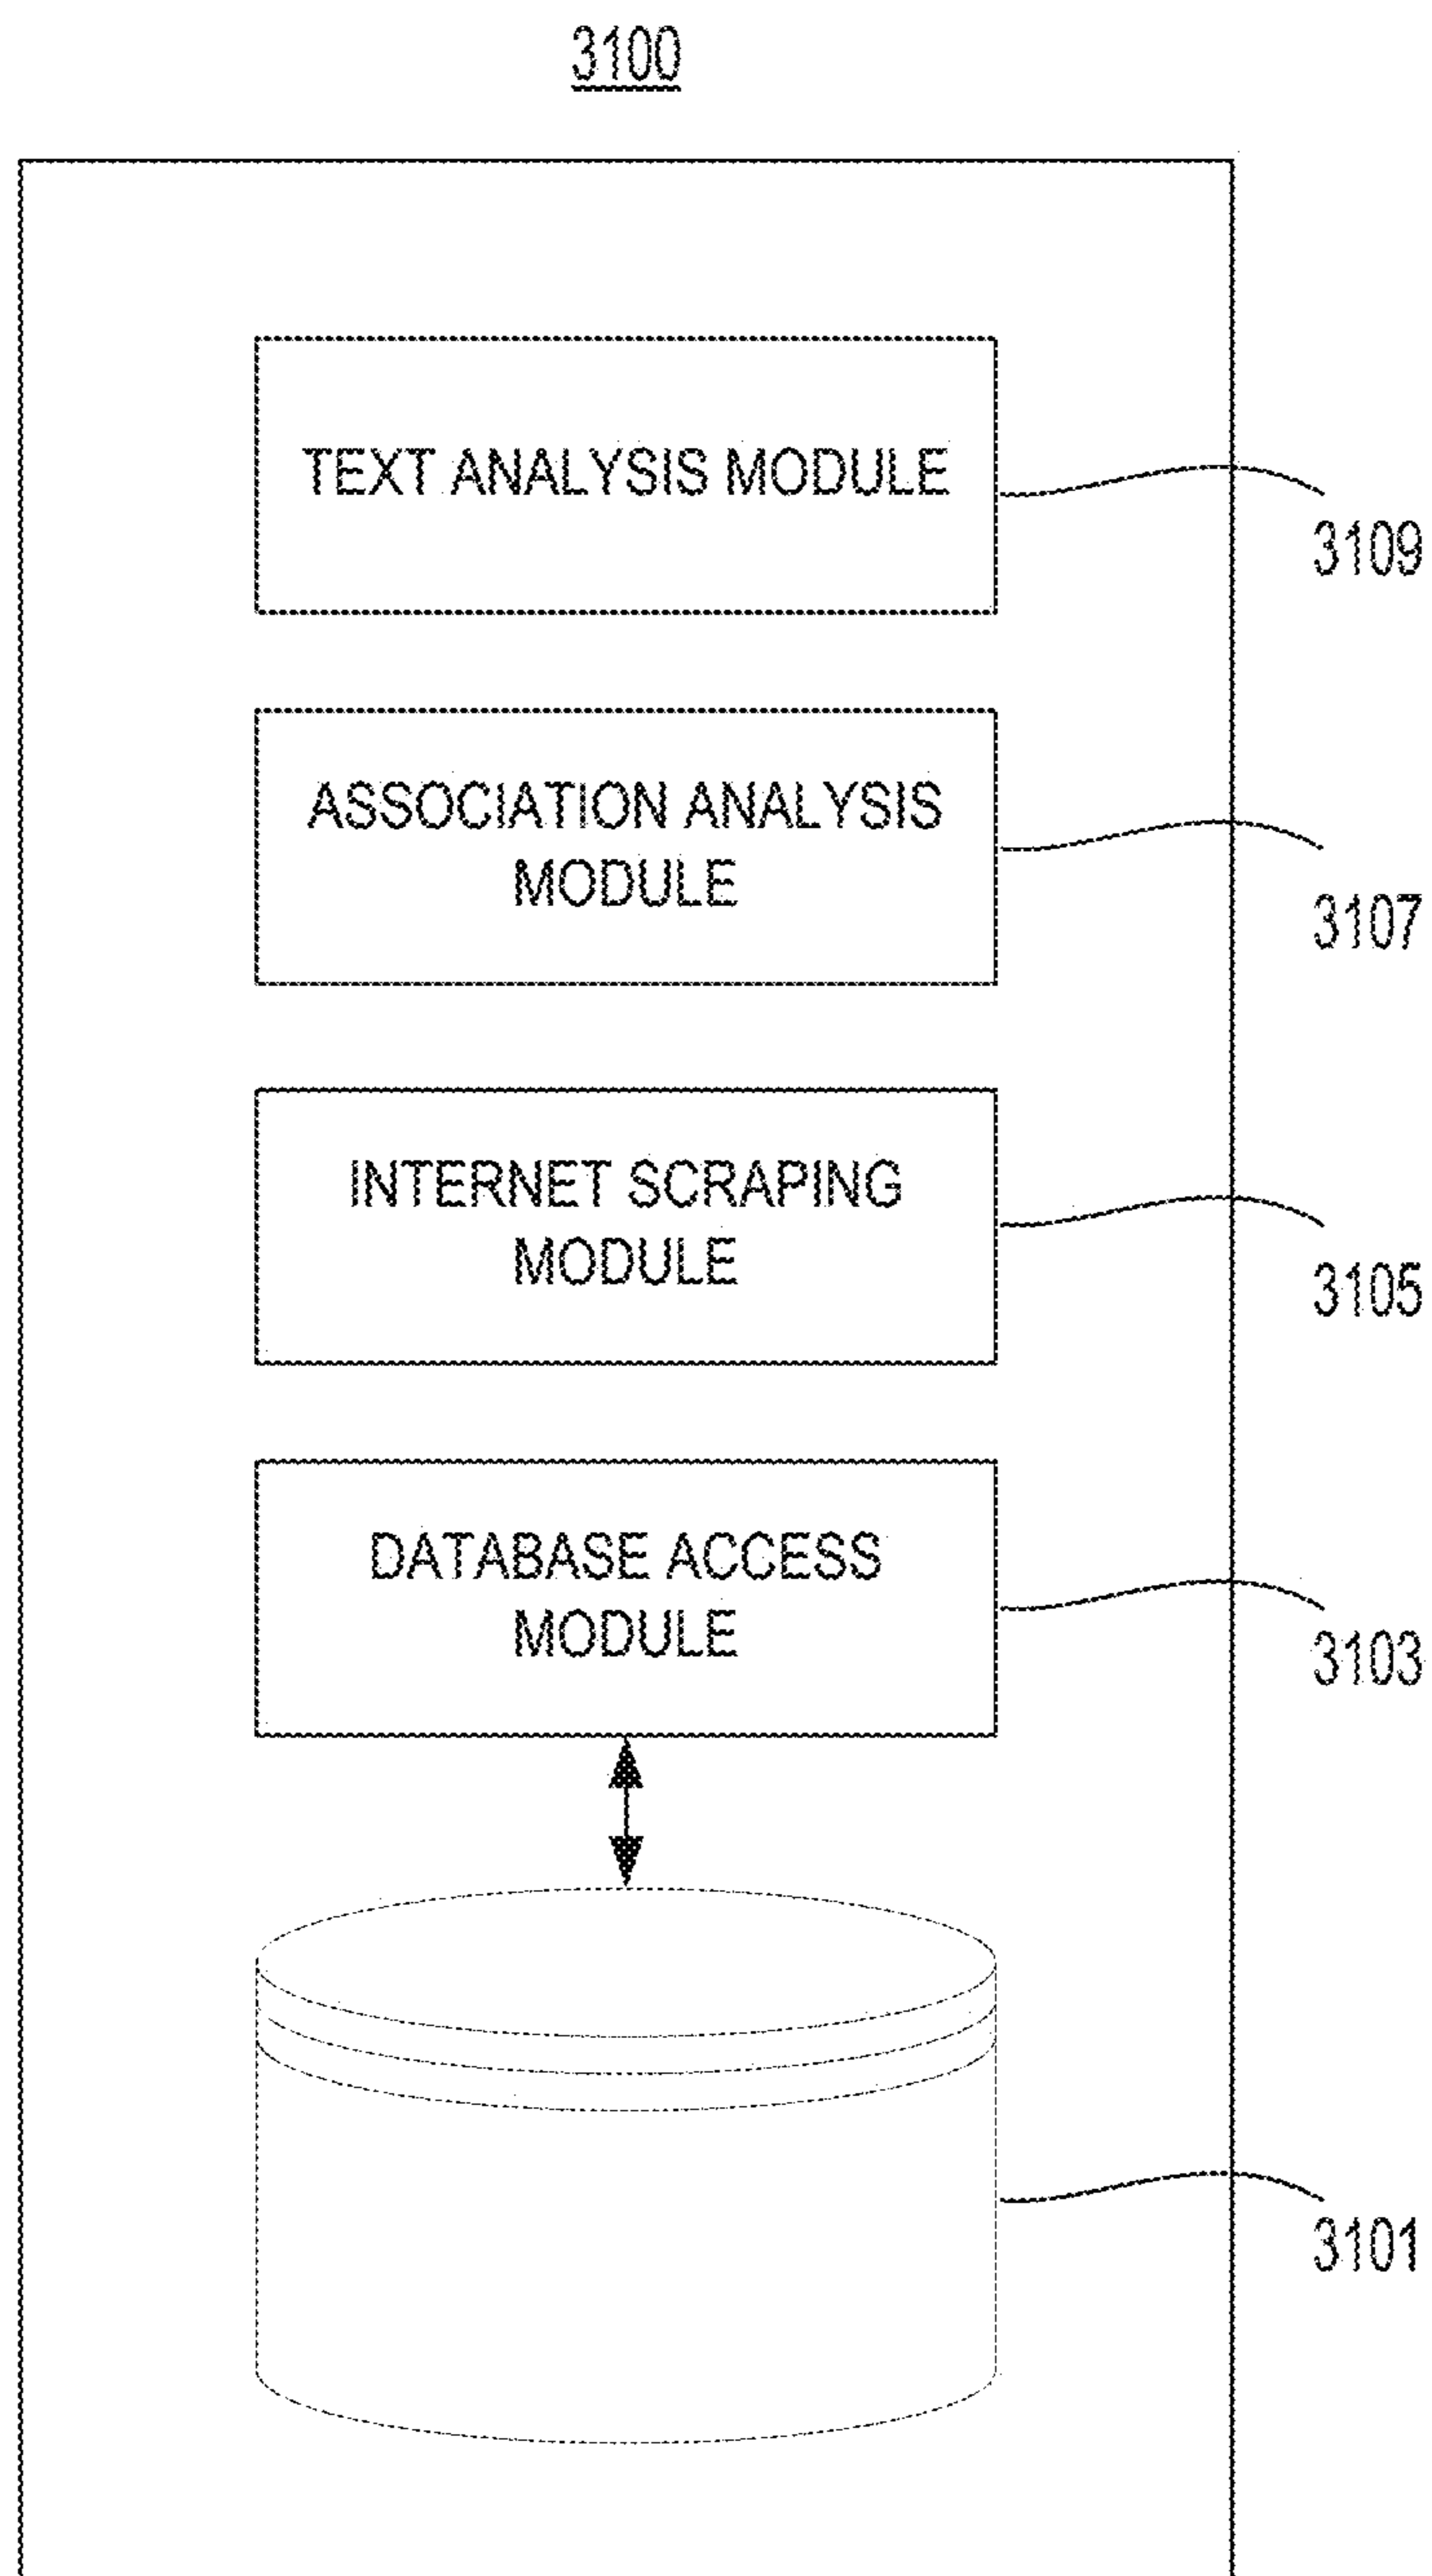 3100
TEXT ANALYSIS MODULE
3109
ASSOCIATION ANALYSIS
MODULE
3107
INTERNET SCRAPING
MODULE
3105
DATABASE ACCESS
MODULE
3103
3101